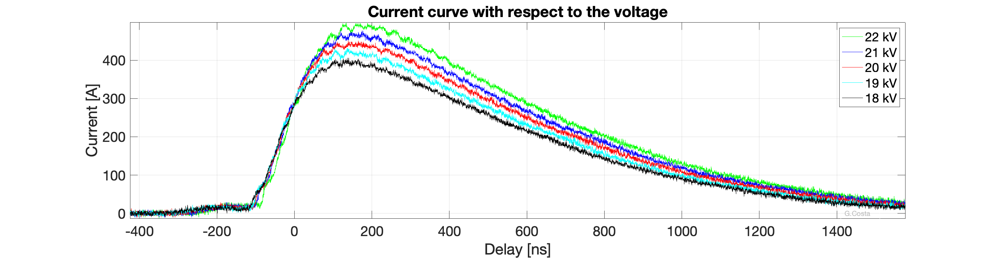 Current curve with respect to the voltage
22 kV
21 kV
20 kV
19 kV
18 kV
400
300
200
100
0
Current [A]
G.Costa
-400 -200 0 200 400 600 800 1000 1200 1400
Delay [ns]